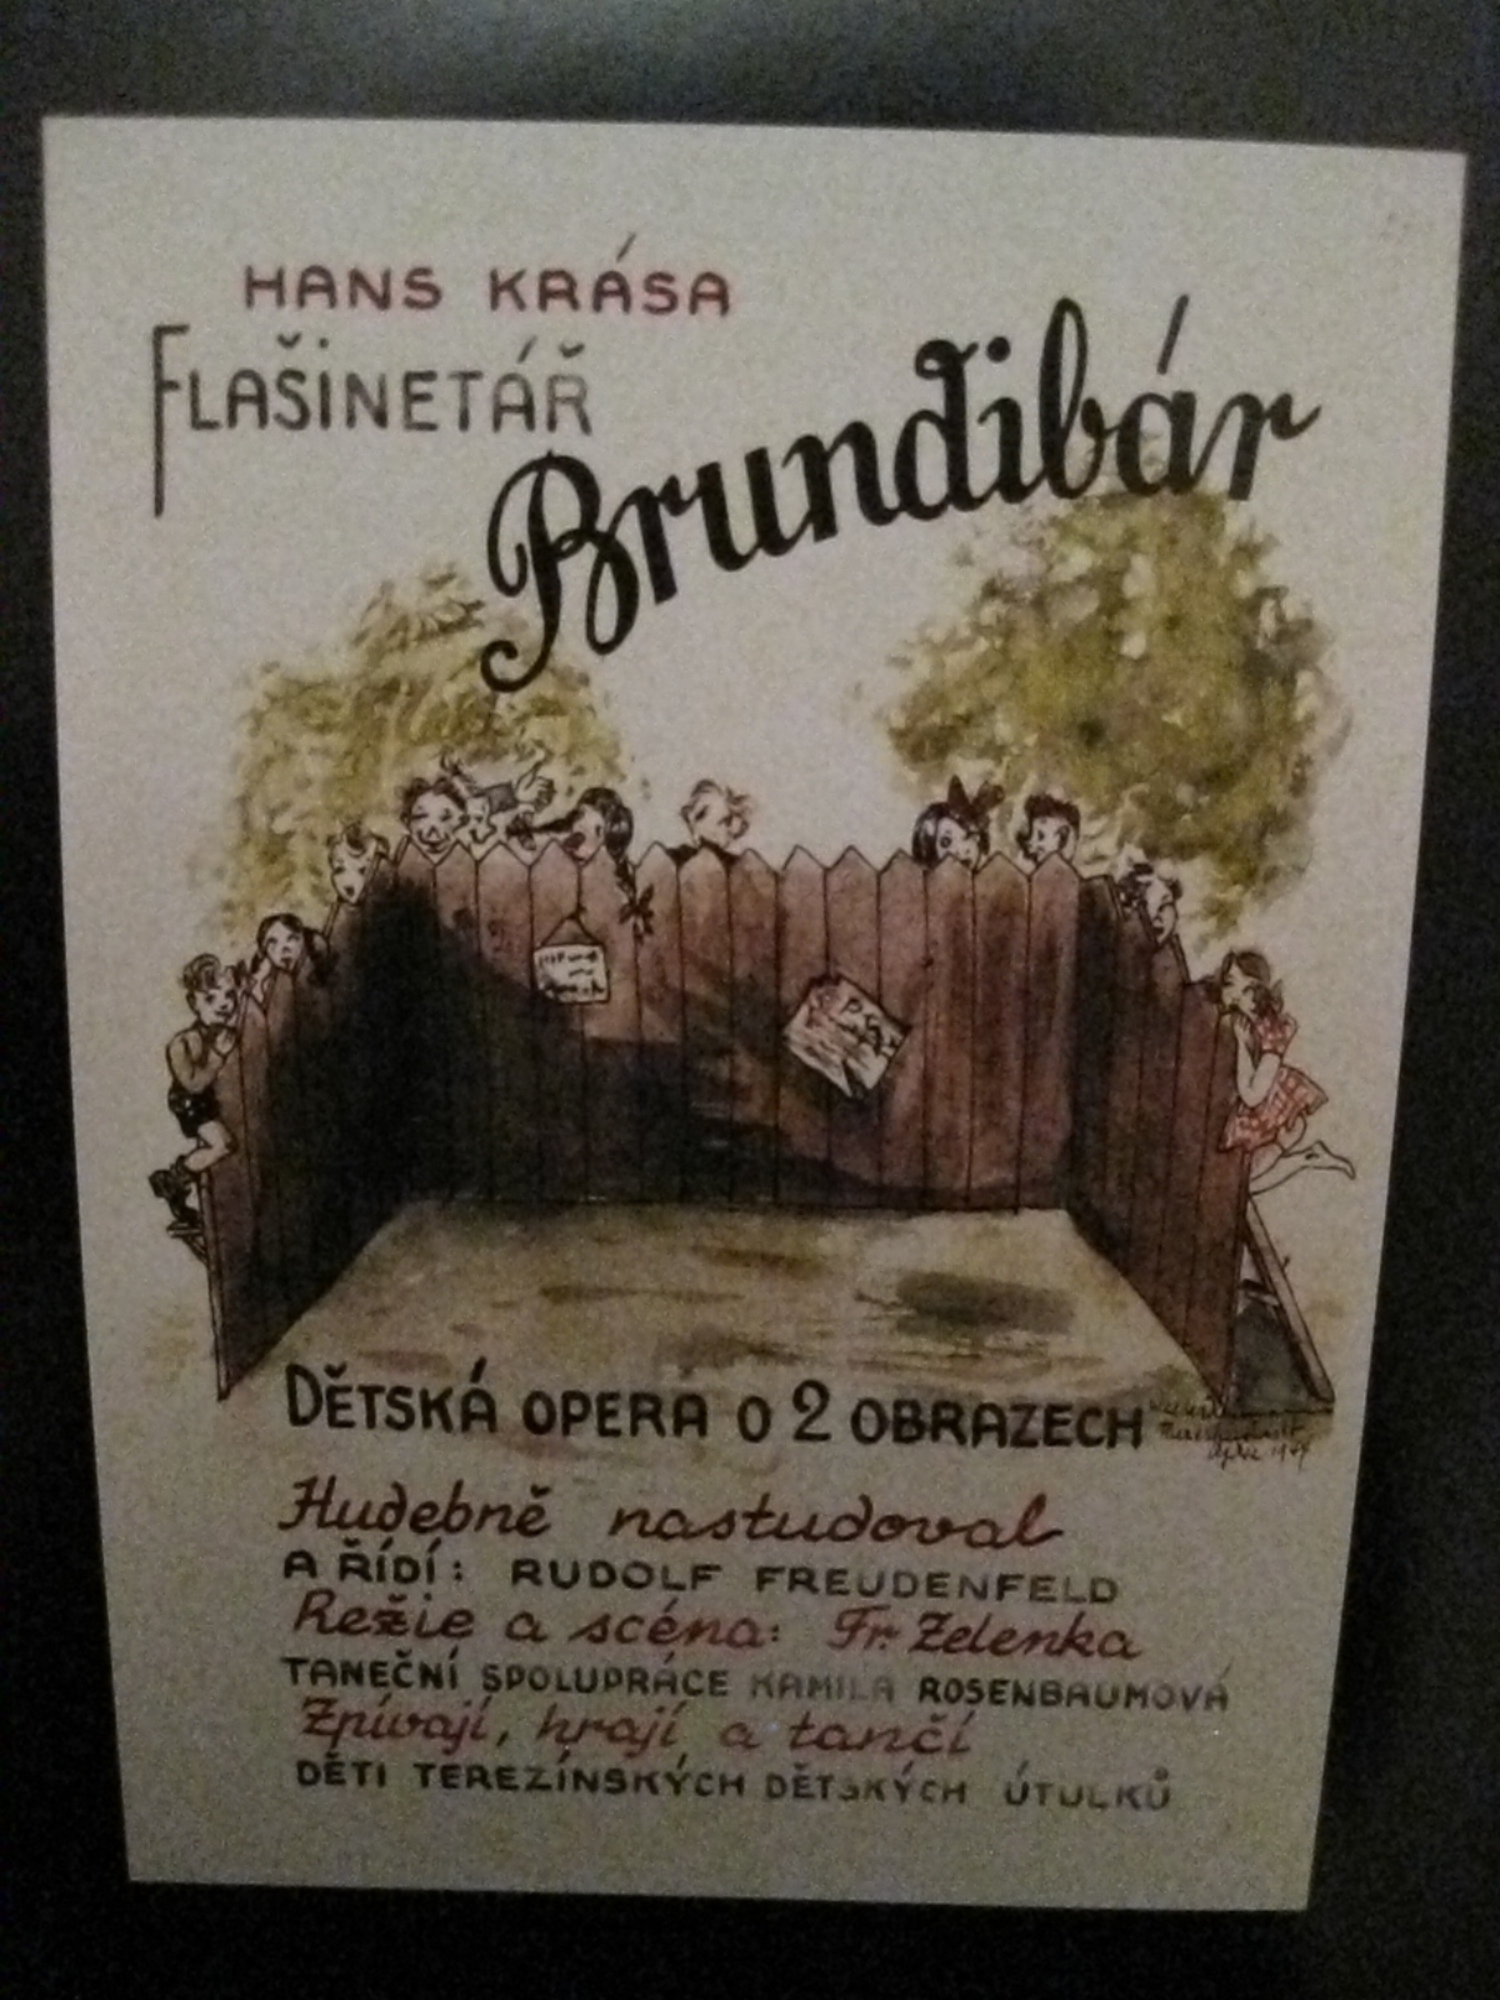 HANS KRÁSA
FLAŠINETÁŘ
Brundibár
DĚTSKÁ OPERA O 2 OBRAZECH
Hudebně nastudoval
A ŘÍDÍ: RUDOLF FREUDENFELD
Režie a scéna: Fr. Zelenka
TANEČNÍ SPOLUPRÁCE KAMILA ROSENBAUMOVÁ
Zpívají, hrají a tančí
DĚTI TEREZÍNSKÝCH DĚTSKÝCH ÚTULKŮ